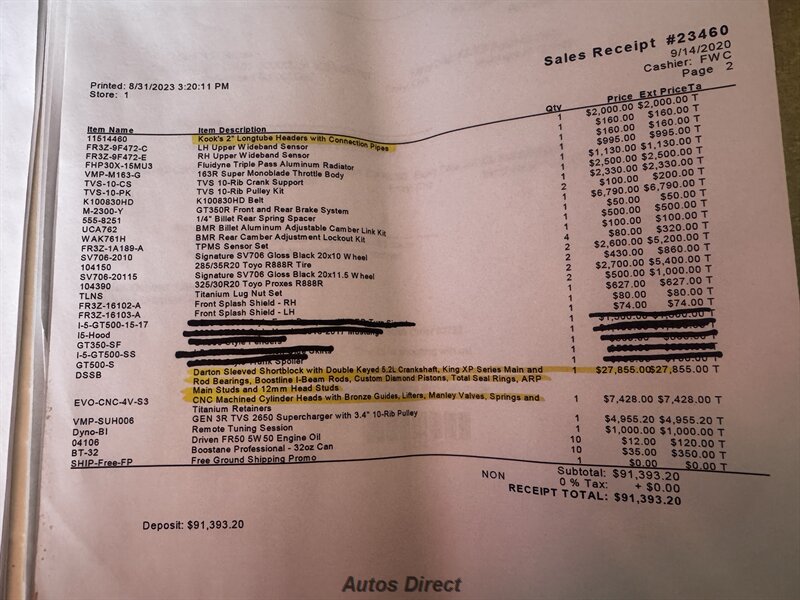 Sales Receipt #23460
9/14/2020
Cashier: FWC
Page 2
Printed: 8/31/2023 3:20:11 PM
Store: 1
Item Name Item Description Qty Price Ext Price Ta
11514460 Kook's 2" Longtube Headers with Connection Pipes 1 $2,000.00 $2,000.00 T
FR3Z-9F472-C LH Upper Wideband Sensor 1 $160.00 $160.00 T
FR3Z-9F472-E RH Upper Wideband Sensor 1 $160.00 $160.00 T
FHP30X-15MU3 Fluidyne Triple Pass Aluminum Radiator 1 $995.00 $995.00 T
VMP-M163-G 163R Super Monoblade Throttle Body 1 $1,130.00 $1,130.00 T
TVS-10-CS TVS 10-Rib Crank Support 1 $2,500.00 $2,500.00 T
TVS-10-PK TVS 10-Rib Pulley Kit 1 $2,330.00 $2,330.00 T
K100830HD K100830HD Belt 2 $100.00 $200.00 T
M-2300-Y GT350R Front and Rear Brake System 1 $6,790.00 $6,790.00 T
555-8251 1/4" Billet Rear Spring Spacer 1 $50.00 $50.00 T
UCA762 BMR Billet Aluminum Adjustable Camber Link Kit 1 $500.00 $500.00 T
WAK761H BMR Rear Camber Adjustment Lockout Kit 1 $100.00 $100.00 T
FR3Z-1A189-A TPMS Sensor Set 4 $80.00 $320.00 T
SV706-2010 Signature SV706 Gloss Black 20x10 Wheel 2 $2,600.00 $5,200.00 T
104150 285/35R20 Toyo R888R Tire 2 $430.00 $860.00 T
SV706-20115 Signature SV706 Gloss Black 20x11.5 Wheel 2 $2,700.00 $5,400.00 T
104390 325/30R20 Toyo Proxes R888R 2 $500.00 $1,000.00 T
TLNS Titanium Lug Nut Set 1 $627.00 $627.00 T
FR3Z-16102-A Front Splash Shield - RH 1 $80.00 $80.00 T
FR3Z-16103-A Front Splash Shield - LH 1 $74.00 $74.00 T
I-5-GT500-15-17 1
I5-Hood 1
GT350-SF 1
I-5-GT500-SS 1
GT500-S Spoiler 1
DSSB Darton Sleeved Shortblock with Double Keyed 5.2L Crankshaft, King XP Series Main and 1 $27,855.00 $27,855.00 T
Rod Bearings, Boostline I-Beam Rods, Custom Diamond Pistons, Total Seal Rings, ARP
Main Studs and 12mm Head Studs
EVO-CNC-4V-S3 CNC Machined Cylinder Heads with Bronze Guides, Lifters, Manley Valves, Springs and 1 $7,428.00 $7,428.00 T
Titanium Retainers
VMP-SUH006 GEN 3R TVS 2650 Supercharger with 3.4" 10-Rib Pulley 1 $4,955.20 $4,955.20 T
Dyno-BI Remote Tuning Session 1 $1,000.00 $1,000.00 T
04106 Driven FR50 5W50 Engine Oil 10 $12.00 $120.00 T
BT-32 Boostane Professional - 32oz Can 10 $35.00 $350.00 T
SHIP-Free-FP Free Ground Shipping Promo 1 $0.00 $0.00 T
Subtotal: $91,393.20
NON 0 % Tax: + $0.00
RECEIPT TOTAL: $91,393.20
Deposit: $91,393.20
Autos Direct